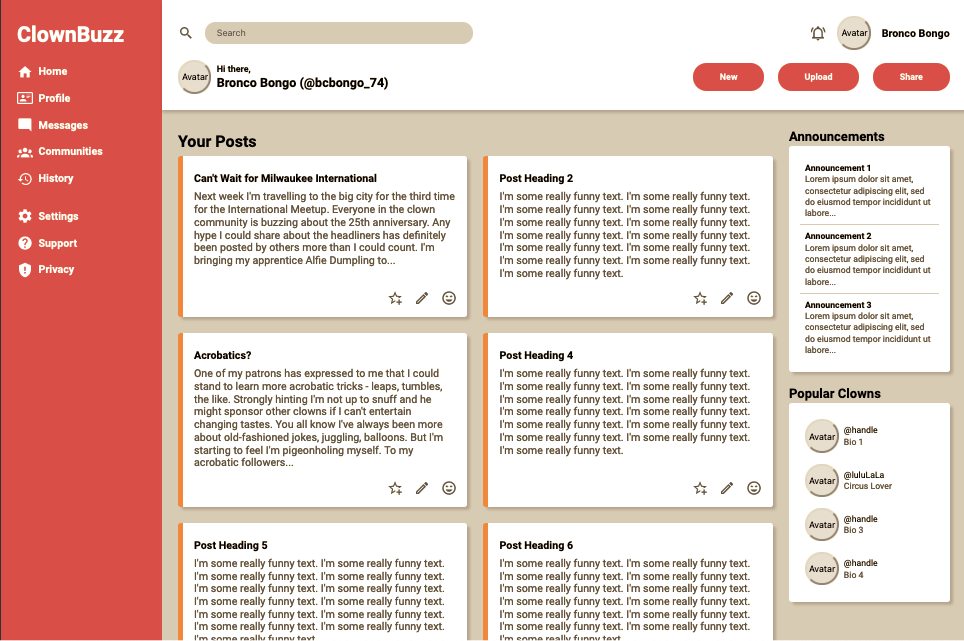 ClownBuzz
Home
Profile
Messages
Communities
History
Settings
Support
Privacy
Search
Avatar
Bronco Bongo
Avatar
Hi there,
Bronco Bongo (@bcbongo_74)
New
Upload
Share
Your Posts
Can't Wait for Milwaukee International
Next week I'm travelling to the big city for the third time
for the International Meetup. Everyone in the clown
community is buzzing about the 25th anniversary. Any
hype I could share about the headliners has definitely
been posted by others more than I could count. I'm
bringing my apprentice Alfie Dumpling to...
Post Heading 2
I'm some really funny text. I'm some really funny text.
I'm some really funny text. I'm some really funny text.
I'm some really funny text. I'm some really funny text.
I'm some really funny text. I'm some really funny text.
I'm some really funny text. I'm some really funny text.
I'm some really funny text. I'm some really funny text.
I'm some really funny text.
Acrobatics?
One of my patrons has expressed to me that I could
stand to learn more acrobatic tricks - leaps, tumbles,
the like. Strongly hinting I'm not up to snuff and he
might sponsor other clowns if I can't entertain
changing tastes. You all know I've always been more
about old-fashioned jokes, juggling, balloons. But I'm
starting to feel I'm pigeonholing myself. To my
acrobatic followers...
Post Heading 4
I'm some really funny text. I'm some really funny text.
I'm some really funny text. I'm some really funny text.
I'm some really funny text. I'm some really funny text.
I'm some really funny text. I'm some really funny text.
I'm some really funny text. I'm some really funny text.
I'm some really funny text. I'm some really funny text.
I'm some really funny text.
Post Heading 5
I'm some really funny text. I'm some really funny text.
I'm some really funny text. I'm some really funny text.
I'm some really funny text. I'm some really funny text.
I'm some really funny text. I'm some really funny text.
I'm some really funny text. I'm some really funny text.
I'm some really funny text. I'm some really funny text.
I'm some really funny text.
Post Heading 6
I'm some really funny text. I'm some really funny text.
I'm some really funny text. I'm some really funny text.
I'm some really funny text. I'm some really funny text.
I'm some really funny text. I'm some really funny text.
I'm some really funny text. I'm some really funny text.
I'm some really funny text. I'm some really funny text.
I'm some really funny text.
Announcements
Announcement 1
Lorem ipsum dolor sit amet,
consectetur adipiscing elit, sed
do eiusmod tempor incididunt ut
labore...
Announcement 2
Lorem ipsum dolor sit amet,
consectetur adipiscing elit, sed
do eiusmod tempor incididunt ut
labore...
Announcement 3
Lorem ipsum dolor sit amet,
consectetur adipiscing elit, sed
do eiusmod tempor incididunt ut
labore...
Popular Clowns
Avatar
@handle
Bio 1
Avatar
@luluLaLa
Circus Lover
Avatar
@handle
Bio 3
Avatar
@handle
Bio 4